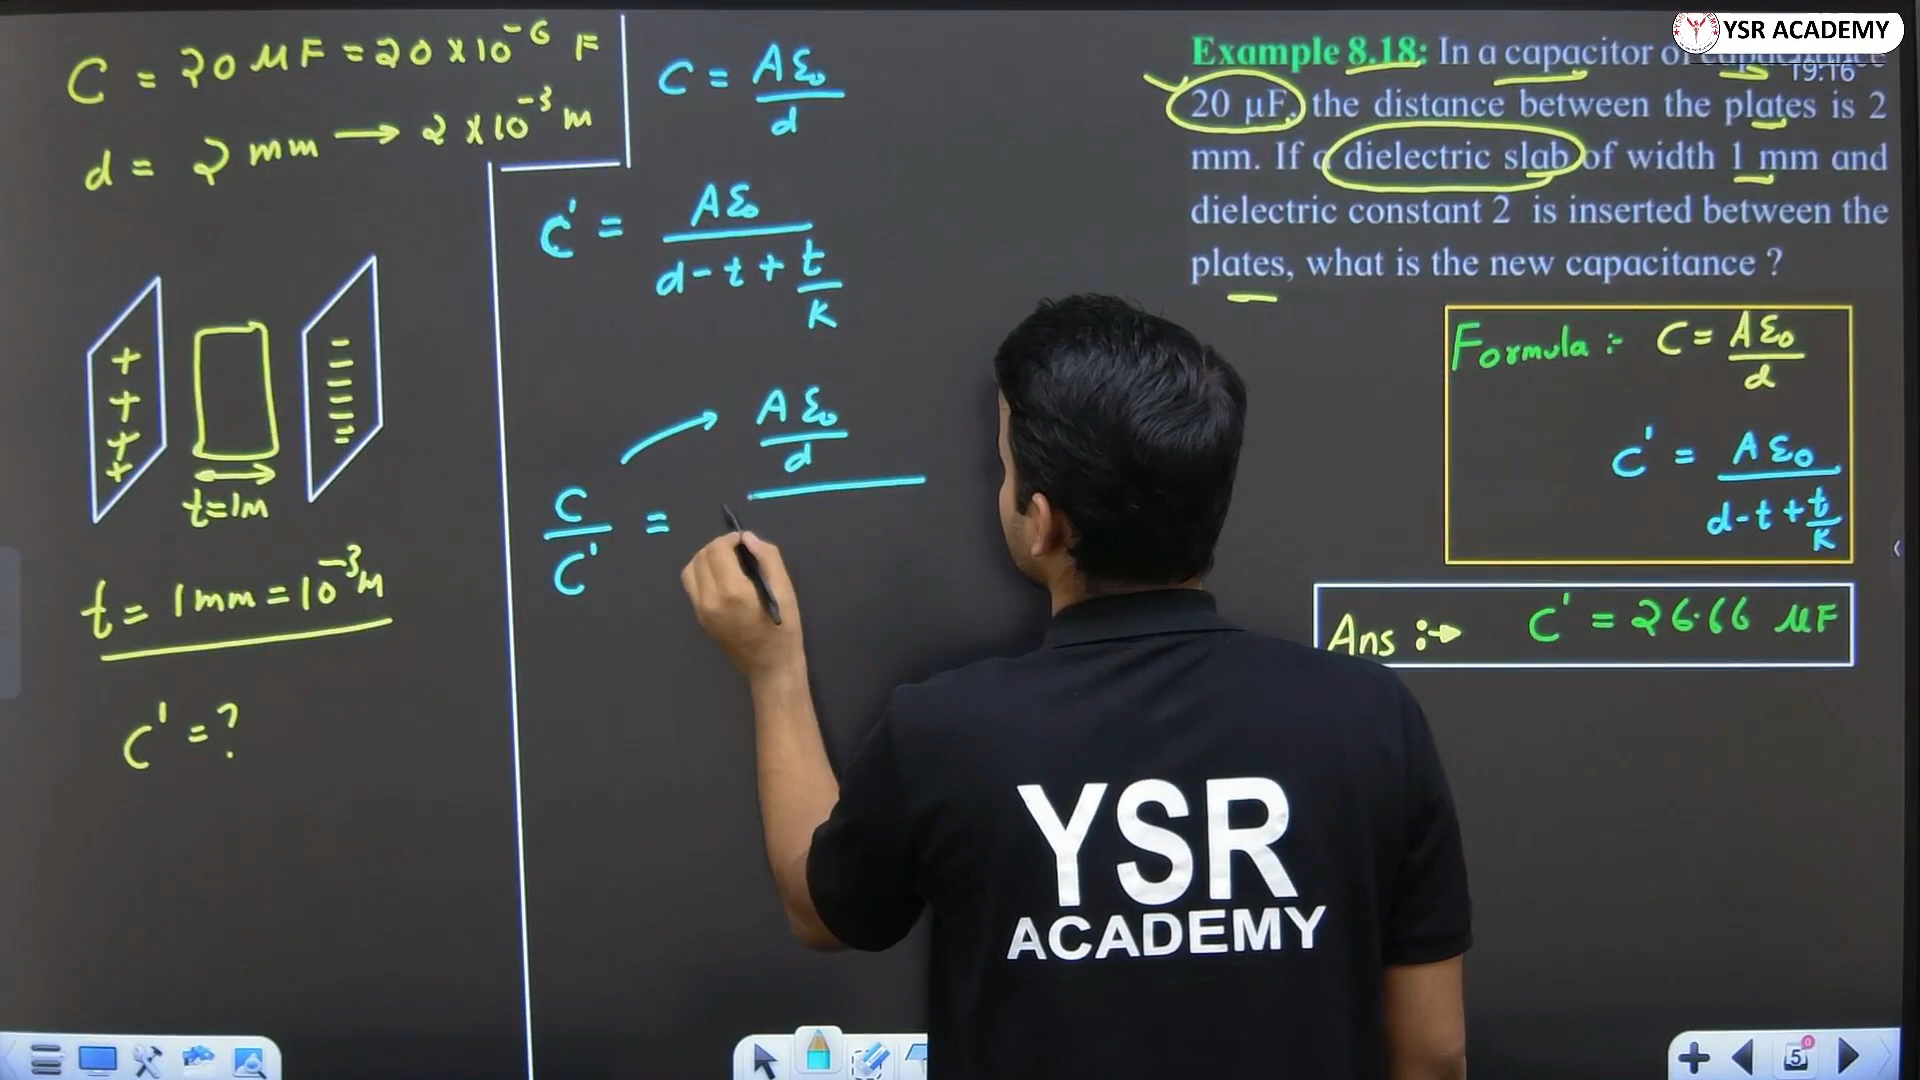 YSR ACADEMY
19:16
C = 20 μF = 20 × 10⁻⁶ F
d = 2 mm → 2 × 10⁻³ m
+
+
+
+
t = 1m
t = 1mm = 10⁻³ m
C' = ?
C = Aε₀/d
C' = Aε₀/(d - t + t/k)
C/C' = (Aε₀/d)/
Example 8.18: In a capacitor of capacitance
20 μF, the distance between the plates is 2
mm. If a dielectric slab of width 1 mm and
dielectric constant 2 is inserted between the
plates, what is the new capacitance ?
Formula :- C = Aε₀/d
C' = Aε₀/(d - t + t/k)
Ans :→ C' = 26.66 μF
YSR
ACADEMY
5
0